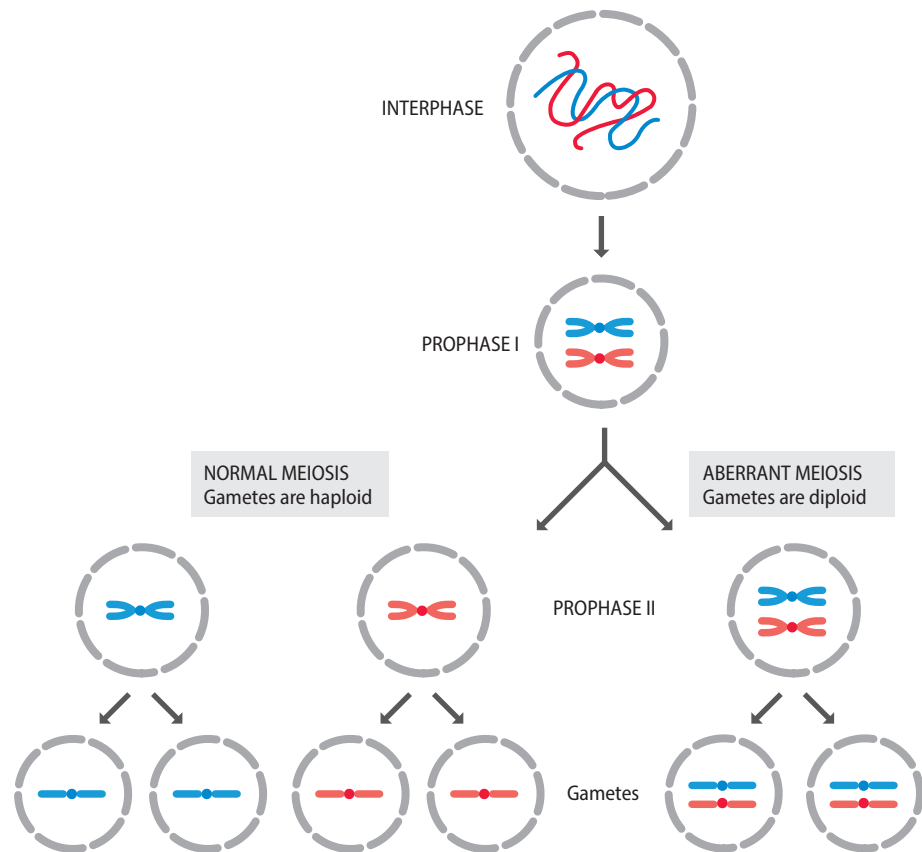 INTERPHASE
PROPHASE I
NORMAL MEIOSIS
Gametes are haploid
ABERRANT MEIOSIS
Gametes are diploid
PROPHASE II
Gametes